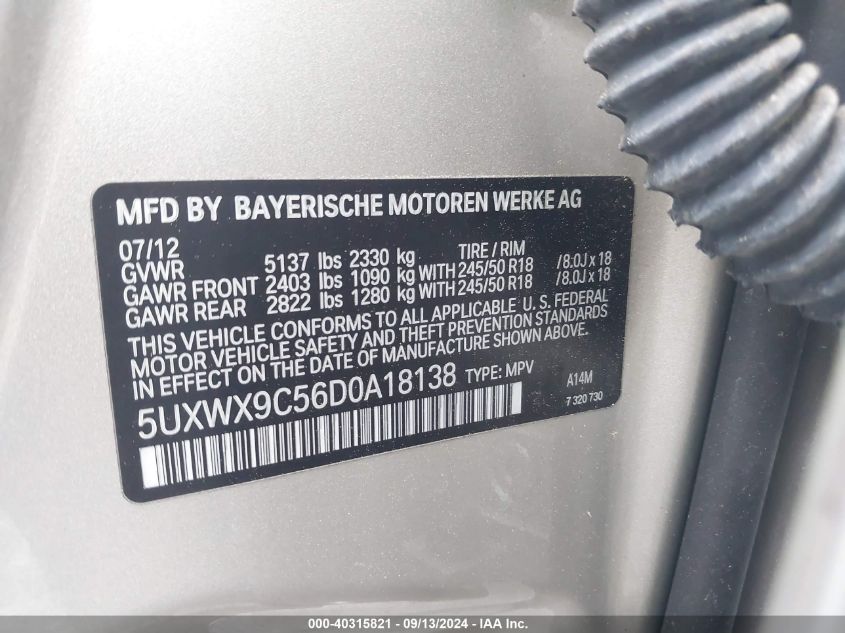 MFD BY BAYERISCHE MOTOREN WERKE AG
07/12 TIRE / RIM
GVWR 5137 lbs 2330 kg
GAWR FRONT 2403 lbs 1090 kg WITH 245/50 R18 / 8.0J x 18
GAWR REAR 2822 lbs 1280 kg WITH 245/50 R18 / 8.0J x 18
THIS VEHICLE CONFORMS TO ALL APPLICABLE U. S. FEDERAL
MOTOR VEHICLE SAFETY AND THEFT PREVENTION STANDARDS
IN EFFECT ON THE DATE OF MANUFACTURE SHOWN ABOVE.
5UXWX9C56D0A18138 TYPE: MPV A14M
7 320 730
000-40315821 - 09/13/2024 - IAA Inc.